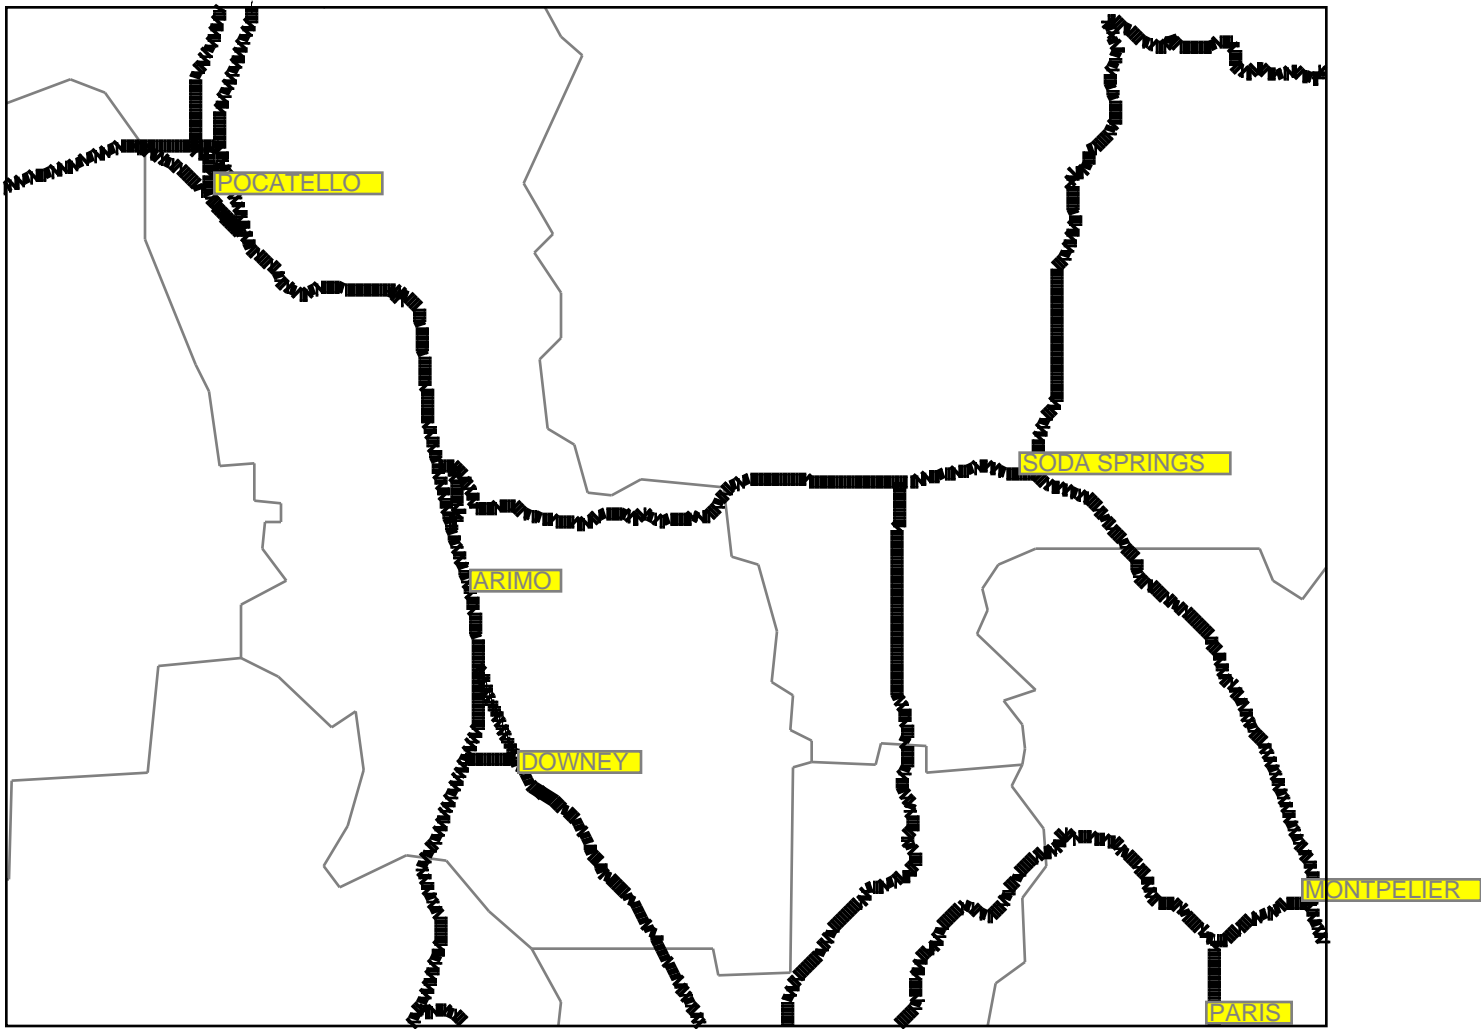 POCATELLO
SODA SPRINGS
ARIMO
DOWNEY
MONTPELIER
PARIS